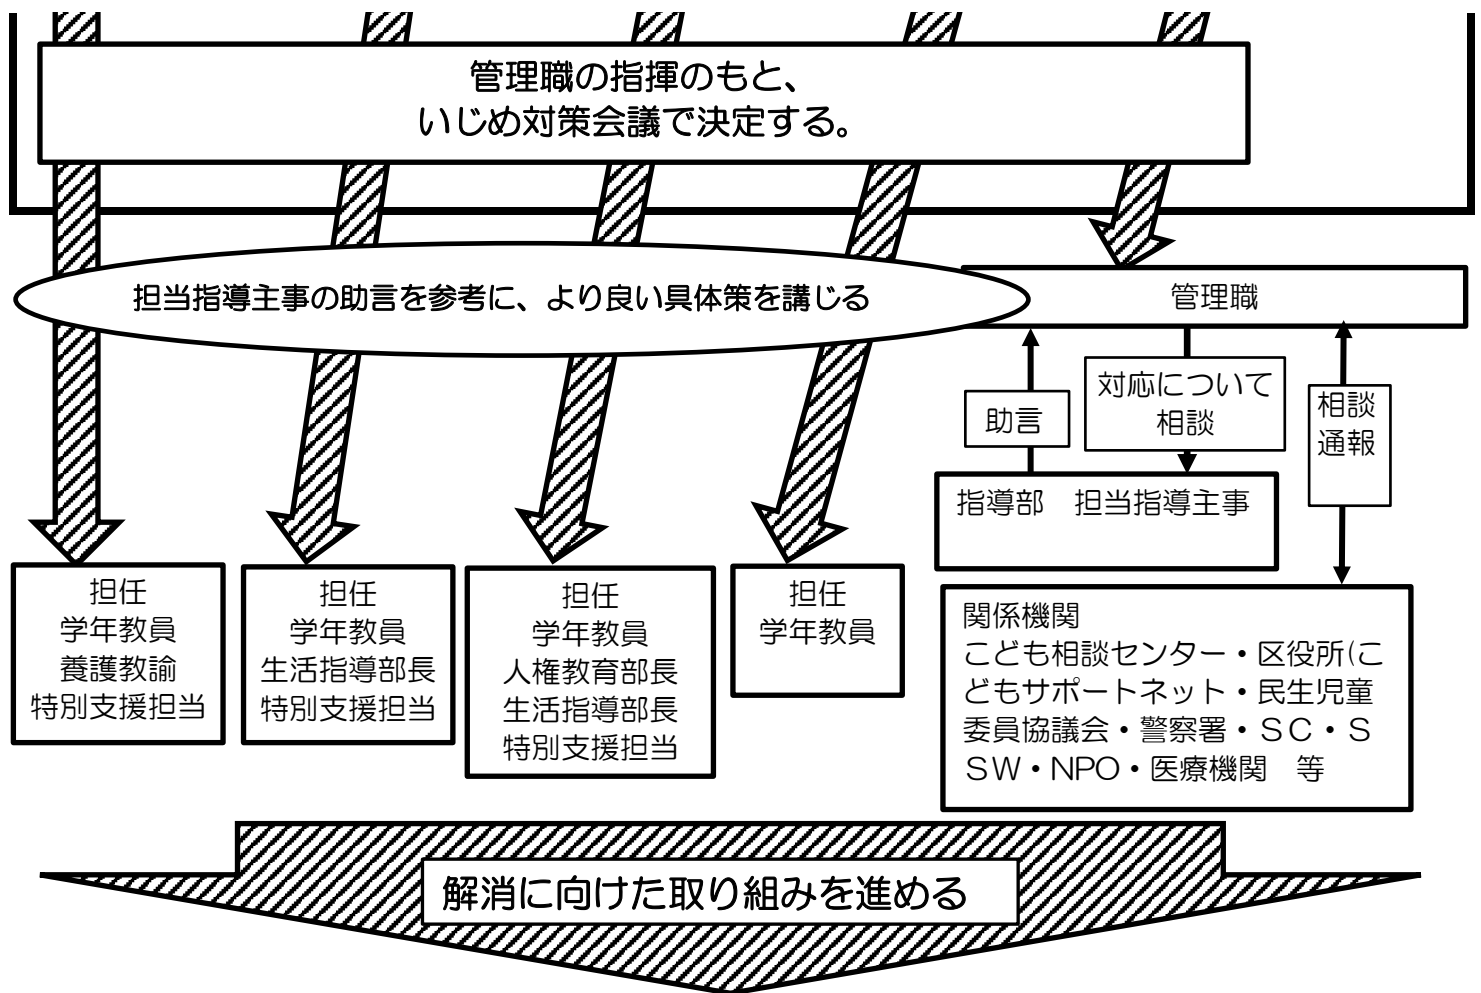 管理職の指揮のもと、
いじめ対策会議で決定する。
担当指導主事の助言を参考に、より良い具体策を講じる
管理職
助言
対応について
相談
相談
通報
指導部　担当指導主事
担任
学年教員
養護教諭
特別支援担当
担任
学年教員
生活指導部長
特別支援担当
担任
学年教員
人権教育部長
生活指導部長
特別支援担当
担任
学年教員
関係機関
こども相談センター・区役所(こ
どもサポートネット・民生児童
委員協議会・警察署・ＳＣ・Ｓ
ＳＷ・NPO・医療機関　等
解消に向けた取り組みを進める